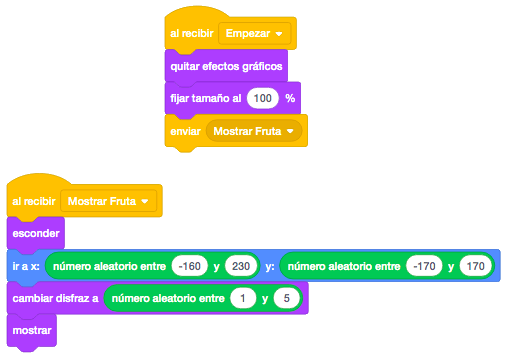 al recibir Empezar
quitar efectos gráficos
fijar tamaño al 100 %
enviar Mostrar Fruta
al recibir Mostrar Fruta
esconder
ir a x: número aleatorio entre -160 y 230 y: número aleatorio entre -170 y 170
cambiar disfraz a número aleatorio entre 1 y 5
mostrar